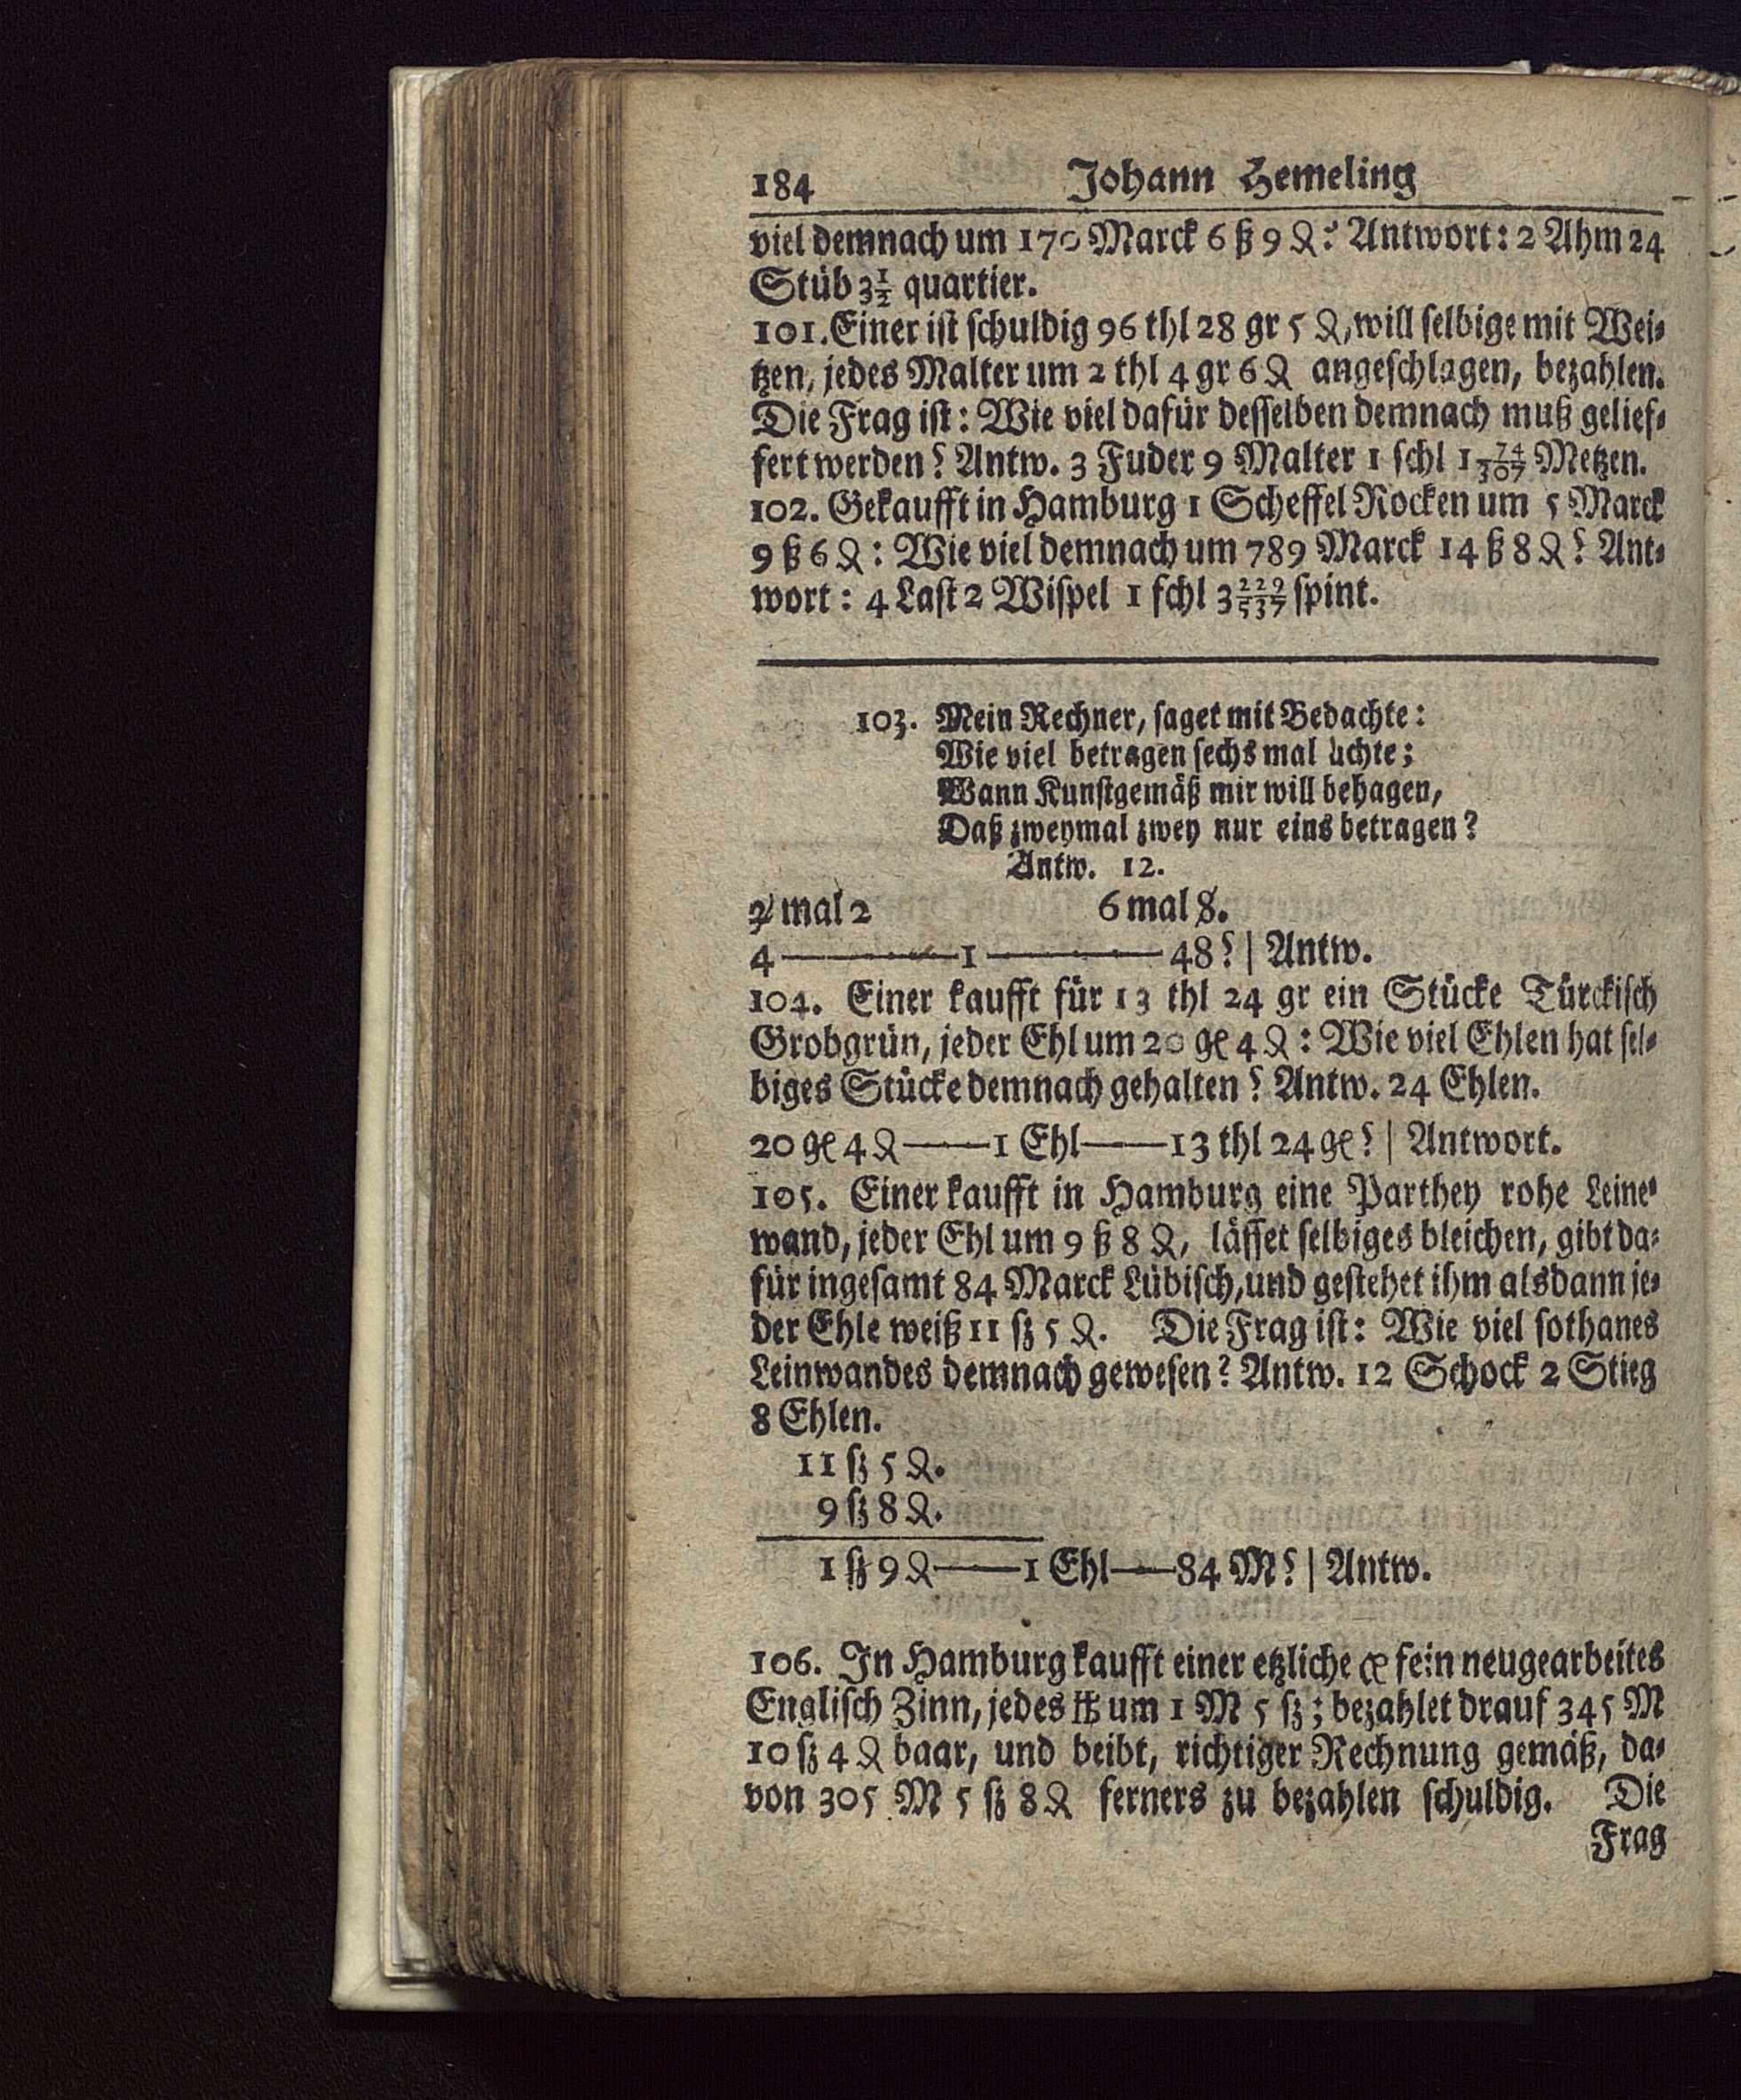 184 Johann Hemeling
viel demnach um 170 Marck 6 ß 9 ₰: Antwort: 2 Ahm 24
Stüb 3½ quartier.
101. Einer ist schuldig 96 thl 28 gr 5 ₰, will selbige mit Wei-
tzen, jedes Malter um 2 thl 4 gr 6 ₰ angeschlagen, bezahlen.
Die Frag ist: Wie viel dafür desselben demnach muß gelief-
fert werden? Antw. 3 Fuder 9 Malter 1 schl 1 74/307 Metzen.
102. Gekaufft in Hamburg 1 Scheffel Rocken um 5 Marck
9 ß 6 ₰: Wie viel demnach um 789 Marck 14 ß 8 ₰? Ant-
wort: 4 Last 2 Wispel 1 schl 3 229/537 spint.
103. Mein Rechner, saget mit Bedachte:
Wie viel betragen sechs mal achte;
Wann Kunstgemäß mir will behagen,
Daß zweymal zwey nur eins betragen?
Antw. 12.
2 mal 2 6 mal 8.
4 — 1 — 48? | Antw.
104. Einer kaufft für 13 thl 24 gr ein Stücke Türckisch
Grobgrün, jeder Ehl um 20 gl 4 ₰: Wie viel Ehlen hat sel-
biges Stücke demnach gehalten? Antw. 24 Ehlen.
20 gl 4 ₰ — 1 Ehl — 13 thl 24 gl? | Antwort.
105. Einer kaufft in Hamburg eine Parthey rohe Leine-
wand, jeder Ehl um 9 ß 8 ₰, lässet selbiges bleichen, gibt da-
für ingesamt 84 Marck Lübisch, und gestehet ihm alsdann je-
der Ehle weiß 11 ß 5 ₰. Die Frag ist: Wie viel sothanes
Leinwandes demnach gewesen? Antw. 12 Schock 2 Stieg
8 Ehlen.
11 ß 5 ₰.
9 ß 8 ₰.
1 ß 9 ₰ — 1 Ehl — 84 M? | Antw.
106. In Hamburg kaufft einer etzliche fein neugearbeites
Englisch Zinn, jedes ℔ um 1 M 5 ß; bezahlet drauf 345 M
10 ß 4 ₰ baar, und beibt, richtiger Rechnung gemäß, da-
von 305 M 5 ß 8 ₰ ferners zu bezahlen schuldig. Die
Frag